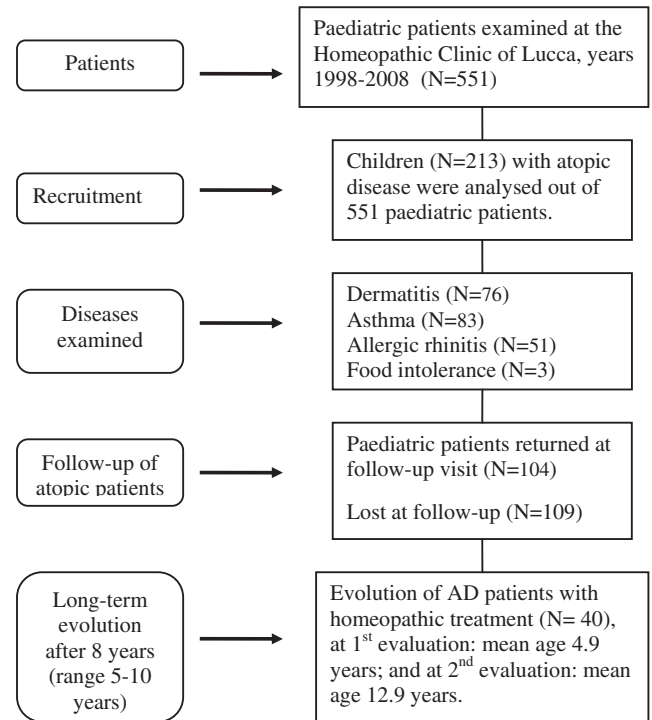 Patients
Paediatric patients examined at the
Homeopathic Clinic of Lucca, years
1998-2008 (N=551)
Recruitment
Children (N=213) with atopic
disease were analysed out of
551 paediatric patients.
Diseases
examined
Dermatitis (N=76)
Asthma (N=83)
Allergic rhinitis (N=51)
Food intolerance (N=3)
Follow-up of
atopic patients
Paediatric patients returned at
follow-up visit (N=104)
Lost at follow-up (N=109)
Long-term
evolution
after 8 years
(range 5-10
years)
Evolution of AD patients with
homeopathic treatment (N= 40),
at 1st evaluation: mean age 4.9
years; and at 2nd evaluation: mean
age 12.9 years.